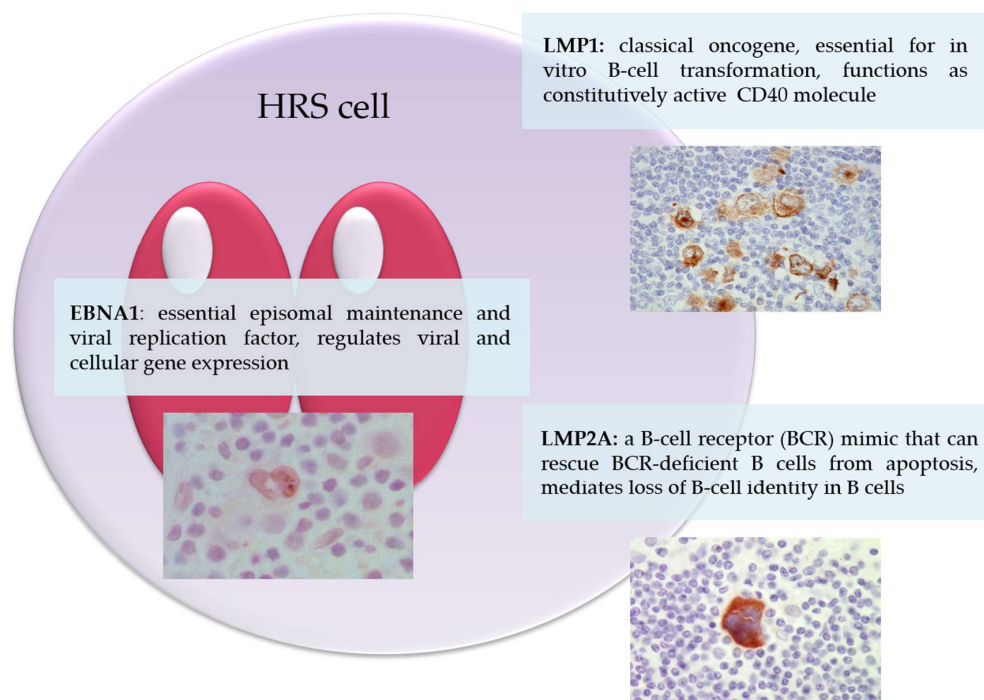 HRS cell
LMP1: classical oncogene, essential for in
vitro B-cell transformation, functions as
constitutively active CD40 molecule
EBNA1: essential episomal maintenance and
viral replication factor, regulates viral and
cellular gene expression
LMP2A: a B-cell receptor (BCR) mimic that can
rescue BCR-deficient B cells from apoptosis,
mediates loss of B-cell identity in B cells